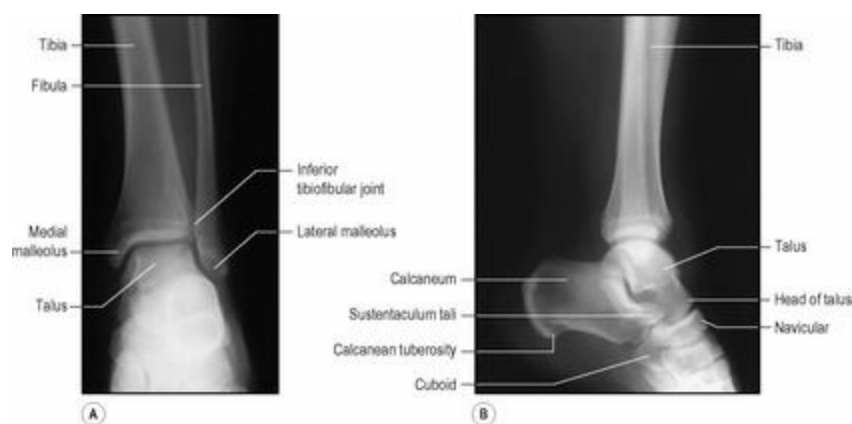 Tibia
Fibula
Inferior
tibiofibular joint
Medial
malleolus
Lateral malleolus
Talus
A
Tibia
Talus
Calcaneum
Head of talus
Sustentaculum tali
Navicular
Calcanean tuberosity
Cuboid
B